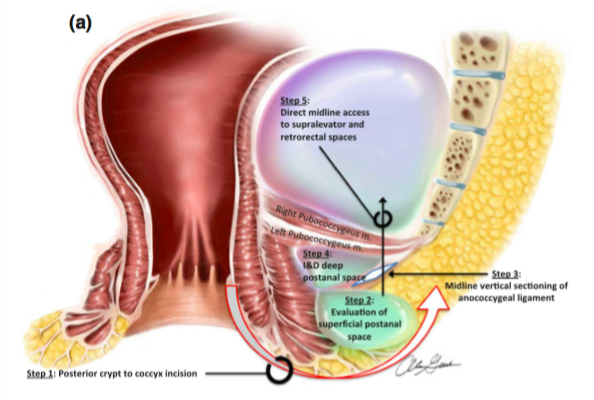 (a)
Step 5:
Direct midline access
to supralevator and
retrorectal spaces
Right Pubococcygeus m.
Left Pubococcygeus m.
Step 4:
I&D deep
postanal space
Step 3:
Midline vertical sectioning of
anococcygeal ligament
Step 2:
Evaluation of
superficial postanal
space
Step 1: Posterior crypt to coccyx incision